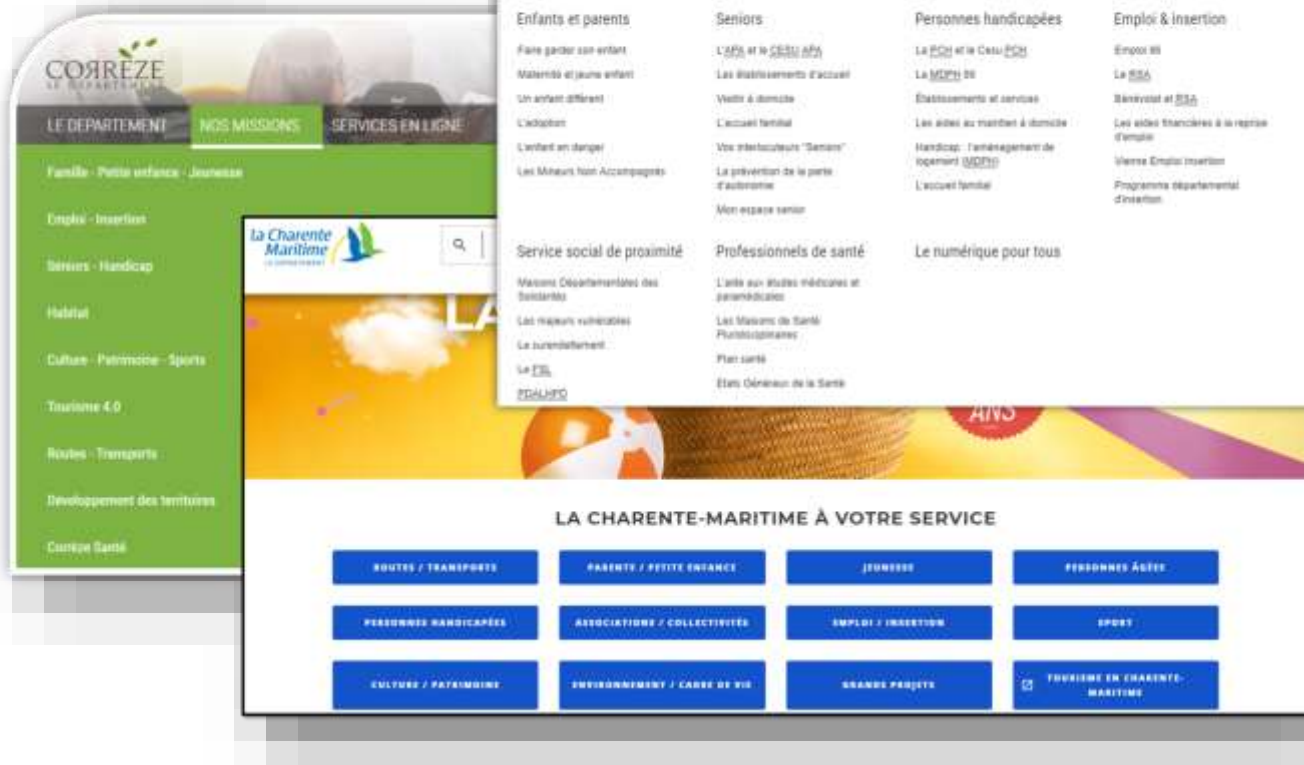 CORRÈZE
LE DÉPARTEMENT
LE DEPARTEMENT
NOS MISSIONS
SERVICES EN LIGNE
Famille - Petite enfance - Jeunesse
Emploi - Insertion
Séniors - Handicap
Habitat
Culture - Patrimoine - Sports
Tourisme 4.0
Routes - Transports
Développement des territoires
Corrèze Santé
Enfants et parents
Faire garder son enfant
Maternité et jeune enfant
Un enfant différent
L'adoption
L'enfant en danger
Les Mineurs Non Accompagnés
Seniors
L'APA et le CESU APA
Les établissements d'accueil
Vieillir à domicile
L'accueil familial
Vos interlocuteurs "Seniors"
La prévention de la perte
d'autonomie
Mon espace senior
Personnes handicapées
La PCH et le Cesu PCH
La MDPH 86
Établissements et services
Les aides au maintien à domicile
Handicap : l'aménagement de
logement (MDPH)
L'accueil familial
Emploi & insertion
Emploi 86
Le RSA
Bénévolat et RSA
Les aides financières à la reprise
d'emploi
Vienne Emploi Insertion
Programme départemental
d'insertion
Service social de proximité
Maisons Départementales des
Solidarités
Les majeurs vulnérables
Le surendettement
Le FSL
PDALHPD
Professionnels de santé
L'aide aux études médicales et
paramédicales
Les Maisons de Santé
Pluridisciplinaires
Plan santé
Etats Généraux de la Santé
Le numérique pour tous
la Charente
Maritime
LE DÉPARTEMENT
LA
ANS
LA CHARENTE-MARITIME À VOTRE SERVICE
ROUTES / TRANSPORTS
PARENTS / PETITE ENFANCE
JEUNESSE
PERSONNES ÂGÉES
PERSONNES HANDICAPÉES
ASSOCIATIONS / COLLECTIVITÉS
EMPLOI / INSERTION
SPORT
CULTURE / PATRIMOINE
ENVIRONNEMENT / CADRE DE VIE
GRANDS PROJETS
TOURISME EN CHARENTE-
MARITIME